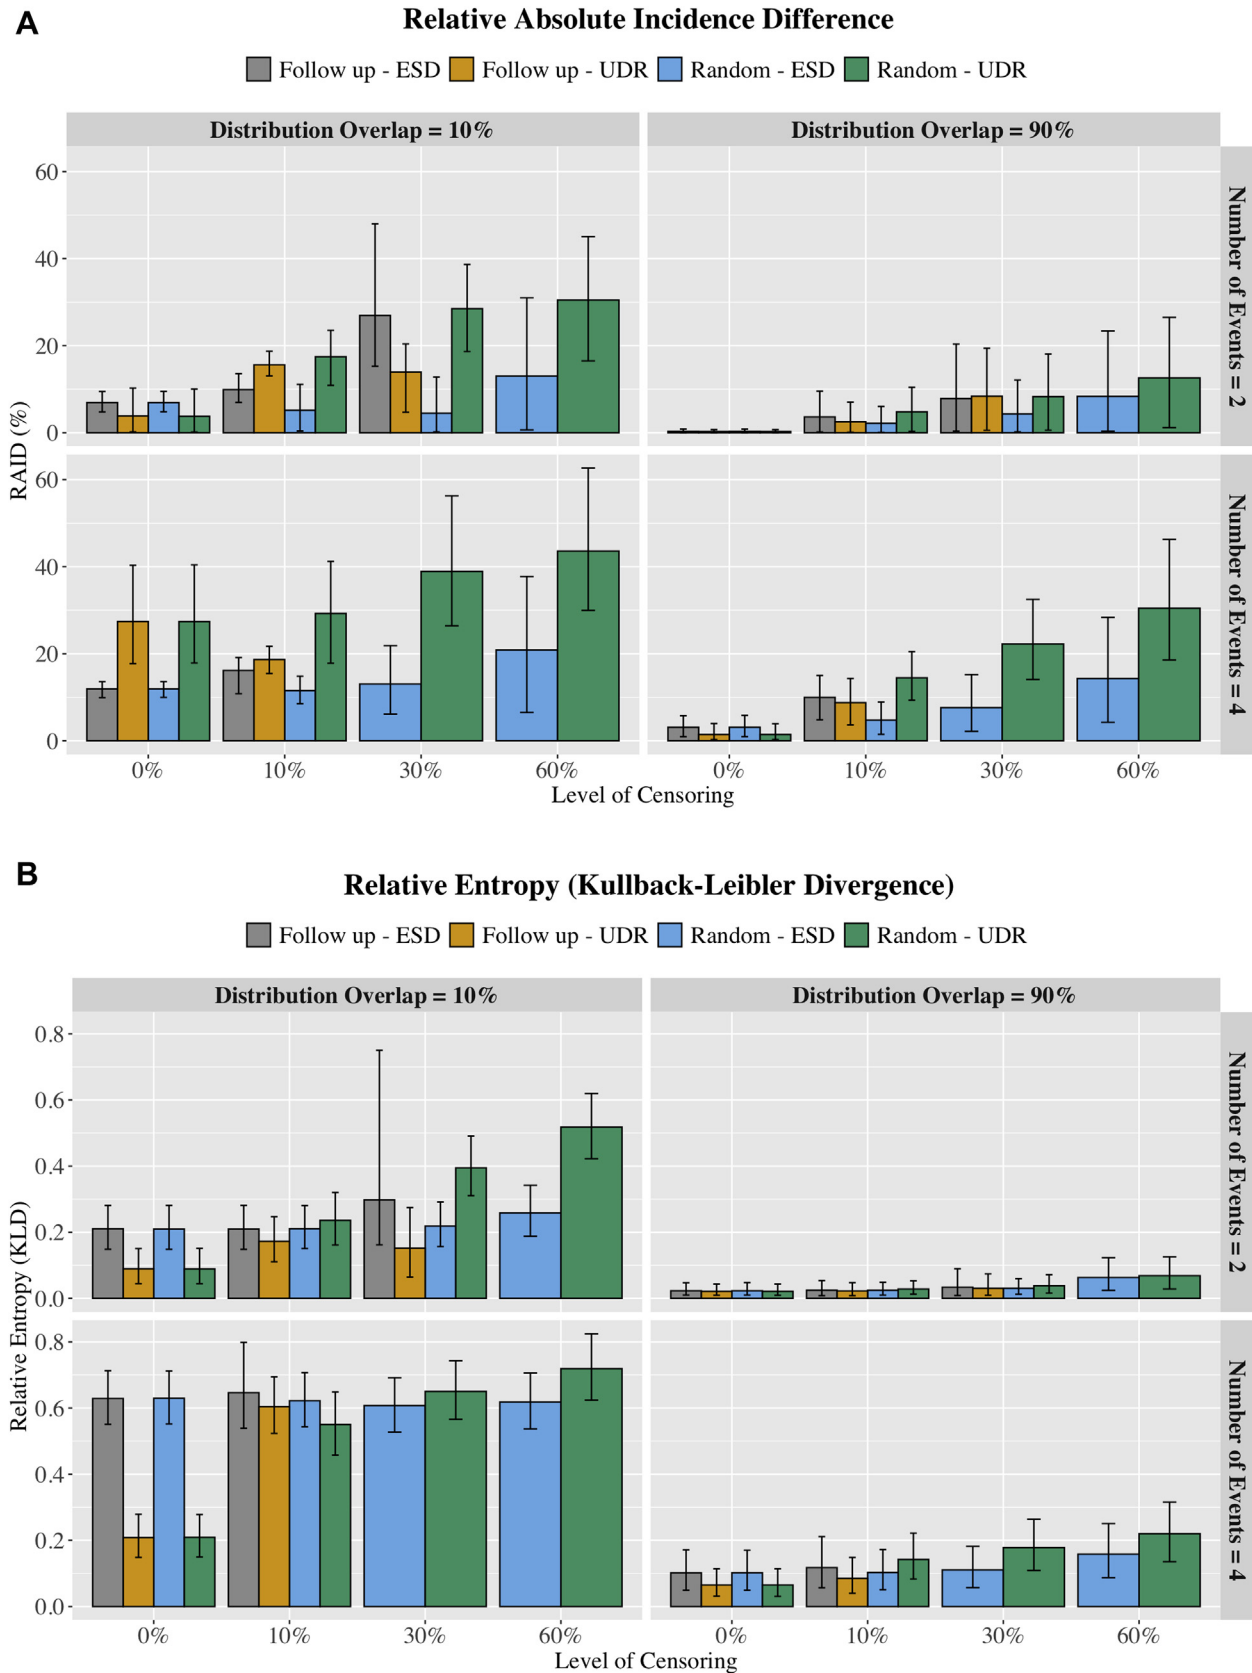 A
Relative Absolute Incidence Difference
Follow up - ESD Follow up - UDR Random - ESD Random - UDR
Distribution Overlap = 10% Distribution Overlap = 90%
RAID (%)
60
40
20
0
Number of Events = 2
60
40
20
0
Number of Events = 4
0% 10% 30% 60% 0% 10% 30% 60%
Level of Censoring
B
Relative Entropy (Kullback-Leibler Divergence)
Follow up - ESD Follow up - UDR Random - ESD Random - UDR
Distribution Overlap = 10% Distribution Overlap = 90%
Relative Entropy (KLD)
0.8
0.6
0.4
0.2
0.0
Number of Events = 2
0.8
0.6
0.4
0.2
0.0
Number of Events = 4
0% 10% 30% 60% 0% 10% 30% 60%
Level of Censoring